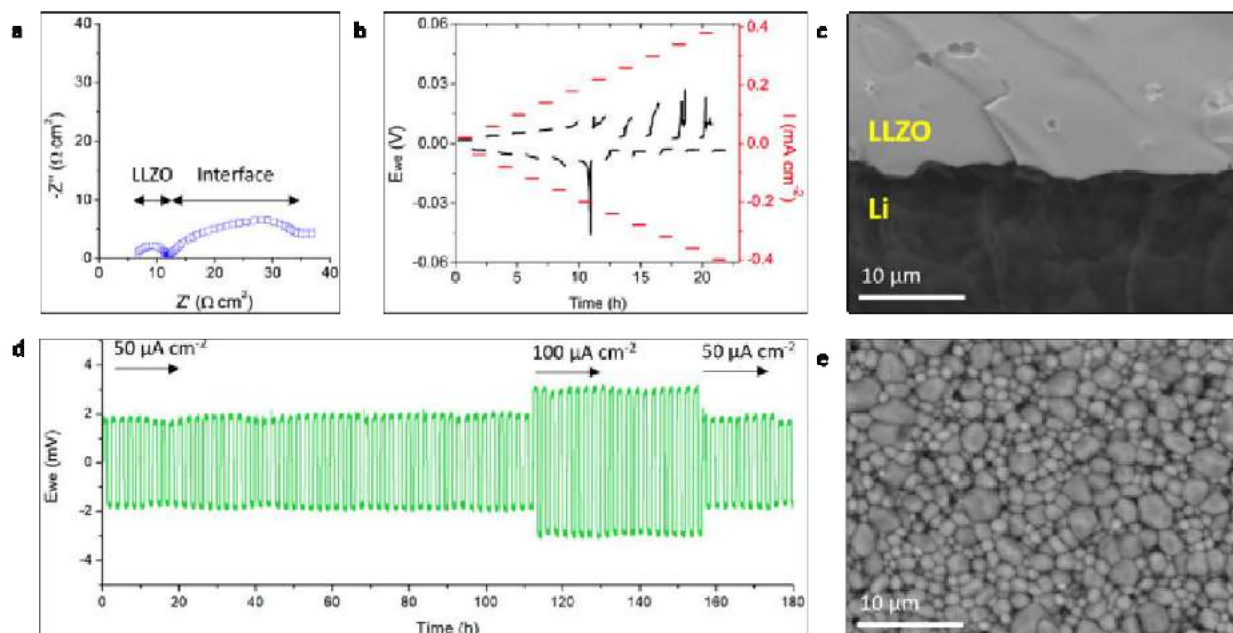 a
40
30
20
10
0
-Z'' (Ω cm²)
LLZO
Interface
0
10
20
30
40
Z' (Ω cm²)
b
0.06
0.03
0.00
-0.03
-0.06
Ewe (V)
0
5
10
15
20
Time (h)
0.4
0.2
0.0
-0.2
-0.4
I (mA cm⁻²)
c
LLZO
Li
10 µm
d
50 µA cm⁻²
100 µA cm⁻²
50 µA cm⁻²
4
2
0
-2
-4
Ewe (mV)
0
20
40
60
80
100
120
140
160
180
Time (h)
e
10 µm